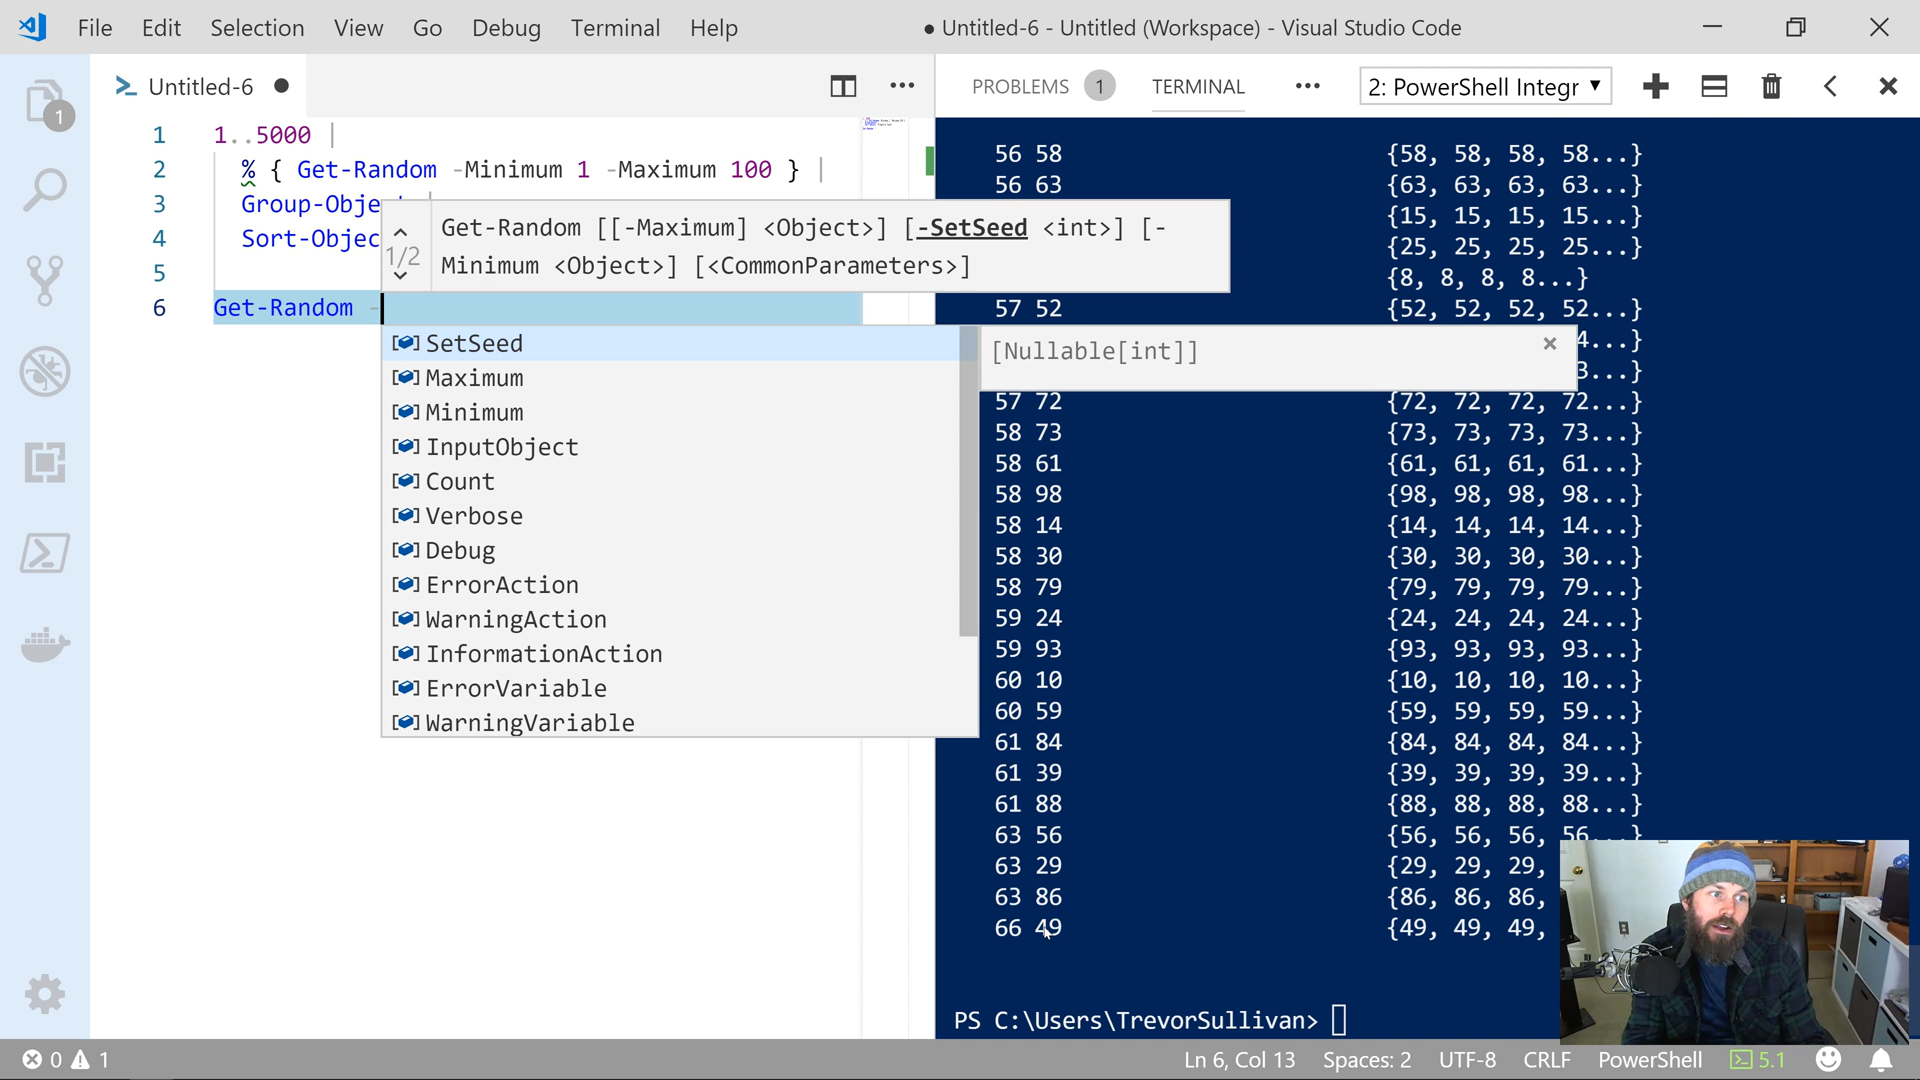 File Edit Selection View Go Debug Terminal Help
● Untitled-6 - Untitled (Workspace) - Visual Studio Code
Untitled-6 ●
PROBLEMS 1 TERMINAL ••• 2: PowerShell Integr
1
1 1..5000 |
2 % { Get-Random -Minimum 1 -Maximum 100 } |
3 Group-Obje
4 Sort-Objec
5
6 Get-Random -
1/2
Get-Random [[-Maximum] <Object>] [-SetSeed <int>] [-
Minimum <Object>] [<CommonParameters>]
SetSeed
Maximum
Minimum
InputObject
Count
Verbose
Debug
ErrorAction
WarningAction
InformationAction
ErrorVariable
WarningVariable
[Nullable[int]]
56 58 {58, 58, 58, 58...}
56 63 {63, 63, 63, 63...}
{15, 15, 15, 15...}
{25, 25, 25, 25...}
{8, 8, 8, 8...}
57 52 {52, 52, 52, 52...}
4...}
3...}
57 72 {72, 72, 72, 72...}
58 73 {73, 73, 73, 73...}
58 61 {61, 61, 61, 61...}
58 98 {98, 98, 98, 98...}
58 14 {14, 14, 14, 14...}
58 30 {30, 30, 30, 30...}
58 79 {79, 79, 79, 79...}
59 24 {24, 24, 24, 24...}
59 93 {93, 93, 93, 93...}
60 10 {10, 10, 10, 10...}
60 59 {59, 59, 59, 59...}
61 84 {84, 84, 84, 84...}
61 39 {39, 39, 39, 39...}
61 88 {88, 88, 88, 88...}
63 56 {56, 56, 56, 56...}
63 29 {29, 29, 29,
63 86 {86, 86, 86,
66 49 {49, 49, 49,
PS C:\Users\TrevorSullivan>
0 1 Ln 6, Col 13 Spaces: 2 UTF-8 CRLF PowerShell 5.1